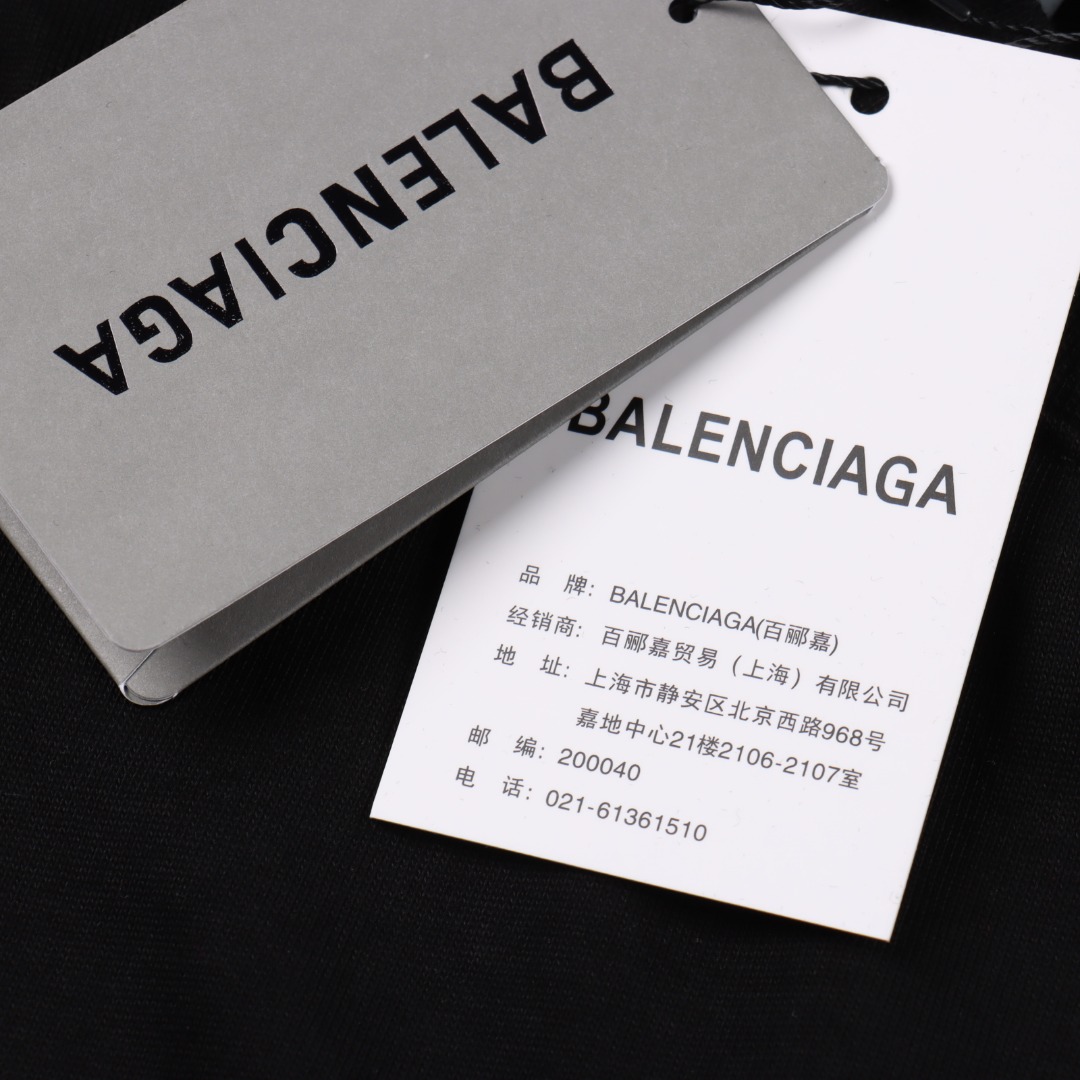 BALENCIAGA
BALENCIAGA
品 牌: BALENCIAGA(百郦嘉)
经销商: 百郦嘉贸易（上海）有限公司
地 址: 上海市静安区北京西路968号
嘉地中心21楼2106-2107室
邮 编: 200040
电 话: 021-61361510